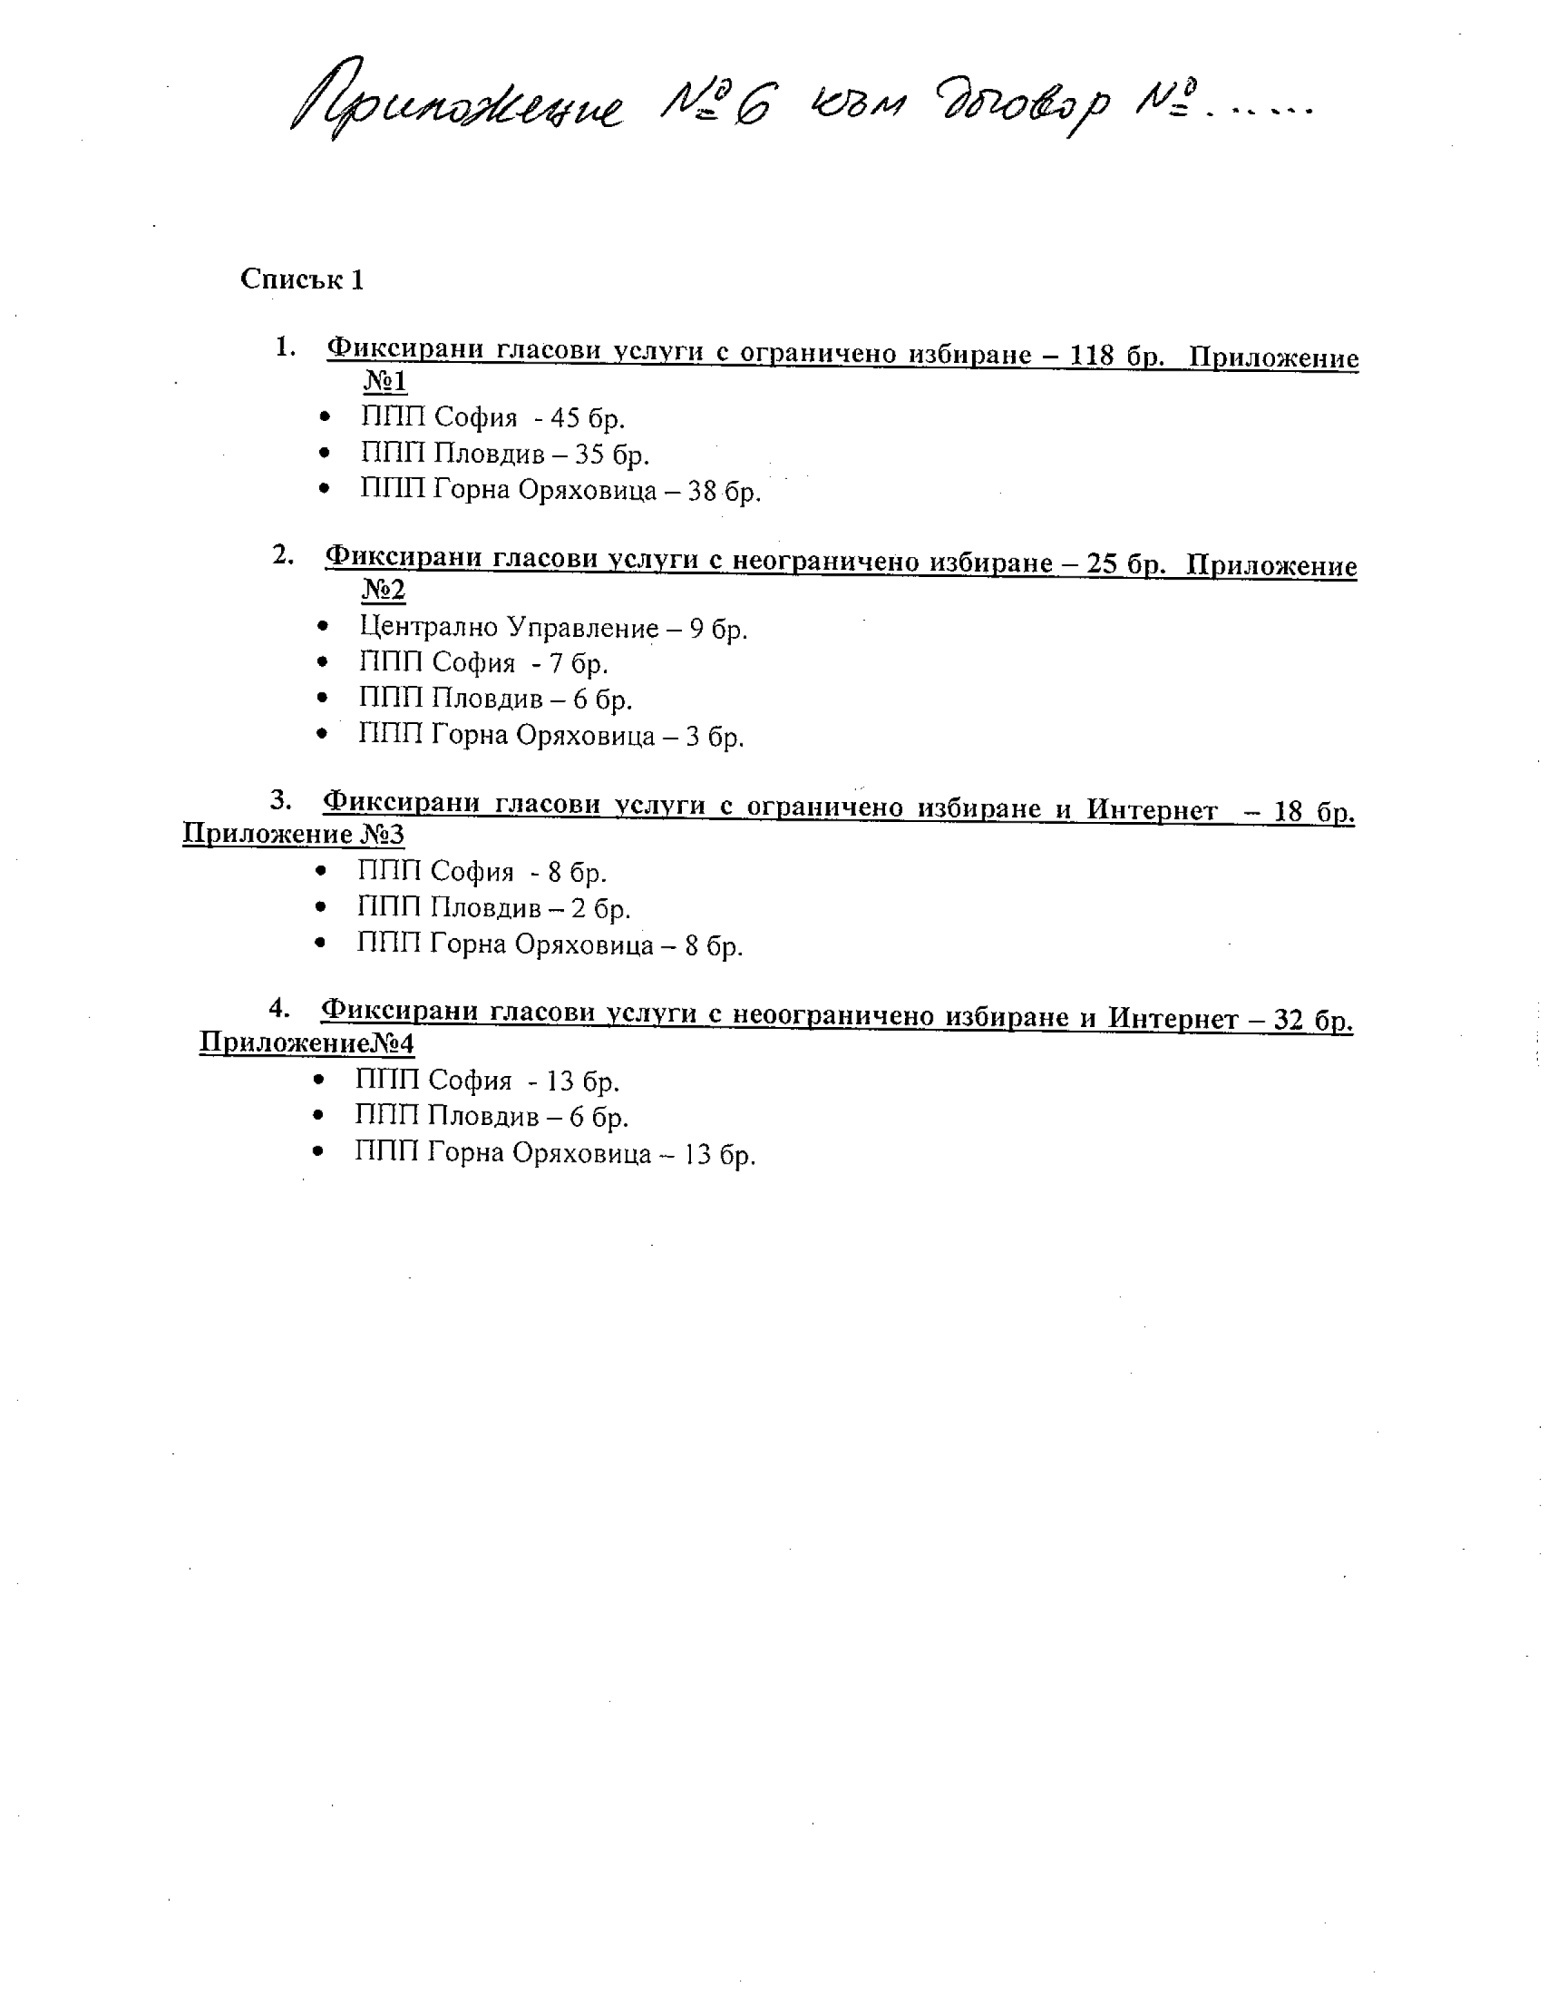 Приложение №6 към договор №......
Списък 1
1. Фиксирани гласови услуги с ограничено избиране – 118 бр. Приложение
№1
• ППП София - 45 бр.
• ППП Пловдив – 35 бр.
• ППП Горна Оряховица – 38 бр.
2. Фиксирани гласови услуги с неограничено избиране – 25 бр. Приложение
№2
• Централно Управление – 9 бр.
• ППП София - 7 бр.
• ППП Пловдив – 6 бр.
• ППП Горна Оряховица – 3 бр.
3. Фиксирани гласови услуги с ограничено избиране и Интернет – 18 бр.
Приложение №3
• ППП София - 8 бр.
• ППП Пловдив – 2 бр.
• ППП Горна Оряховица – 8 бр.
4. Фиксирани гласови услуги с неоограничено избиране и Интернет – 32 бр.
Приложение№4
• ППП София - 13 бр.
• ППП Пловдив – 6 бр.
• ППП Горна Оряховица – 13 бр.